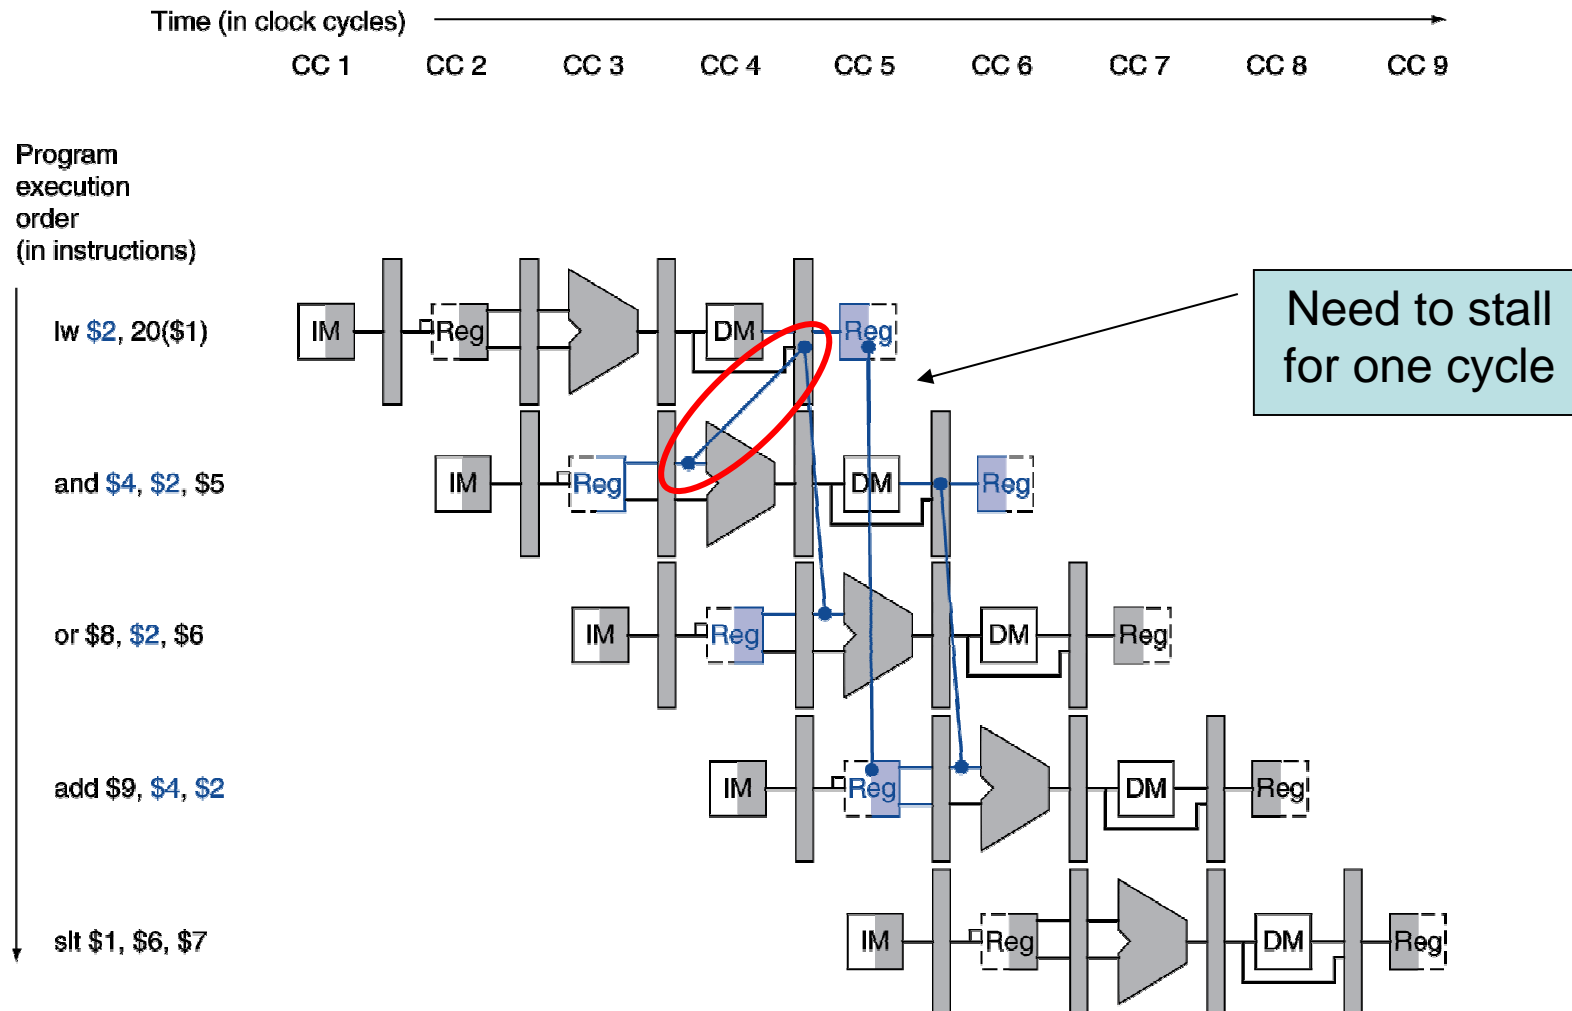 Time (in clock cycles)
CC 1 CC 2 CC 3 CC 4 CC 5 CC 6 CC 7 CC 8 CC 9
Program
execution
order
(in instructions)
lw $2, 20($1)
IM Reg DM Reg
Need to stall
for one cycle
and $4, $2, $5
IM Reg DM Reg
or $8, $2, $6
IM Reg DM Reg
add $9, $4, $2
IM Reg DM Reg
slt $1, $6, $7
IM Reg DM Reg